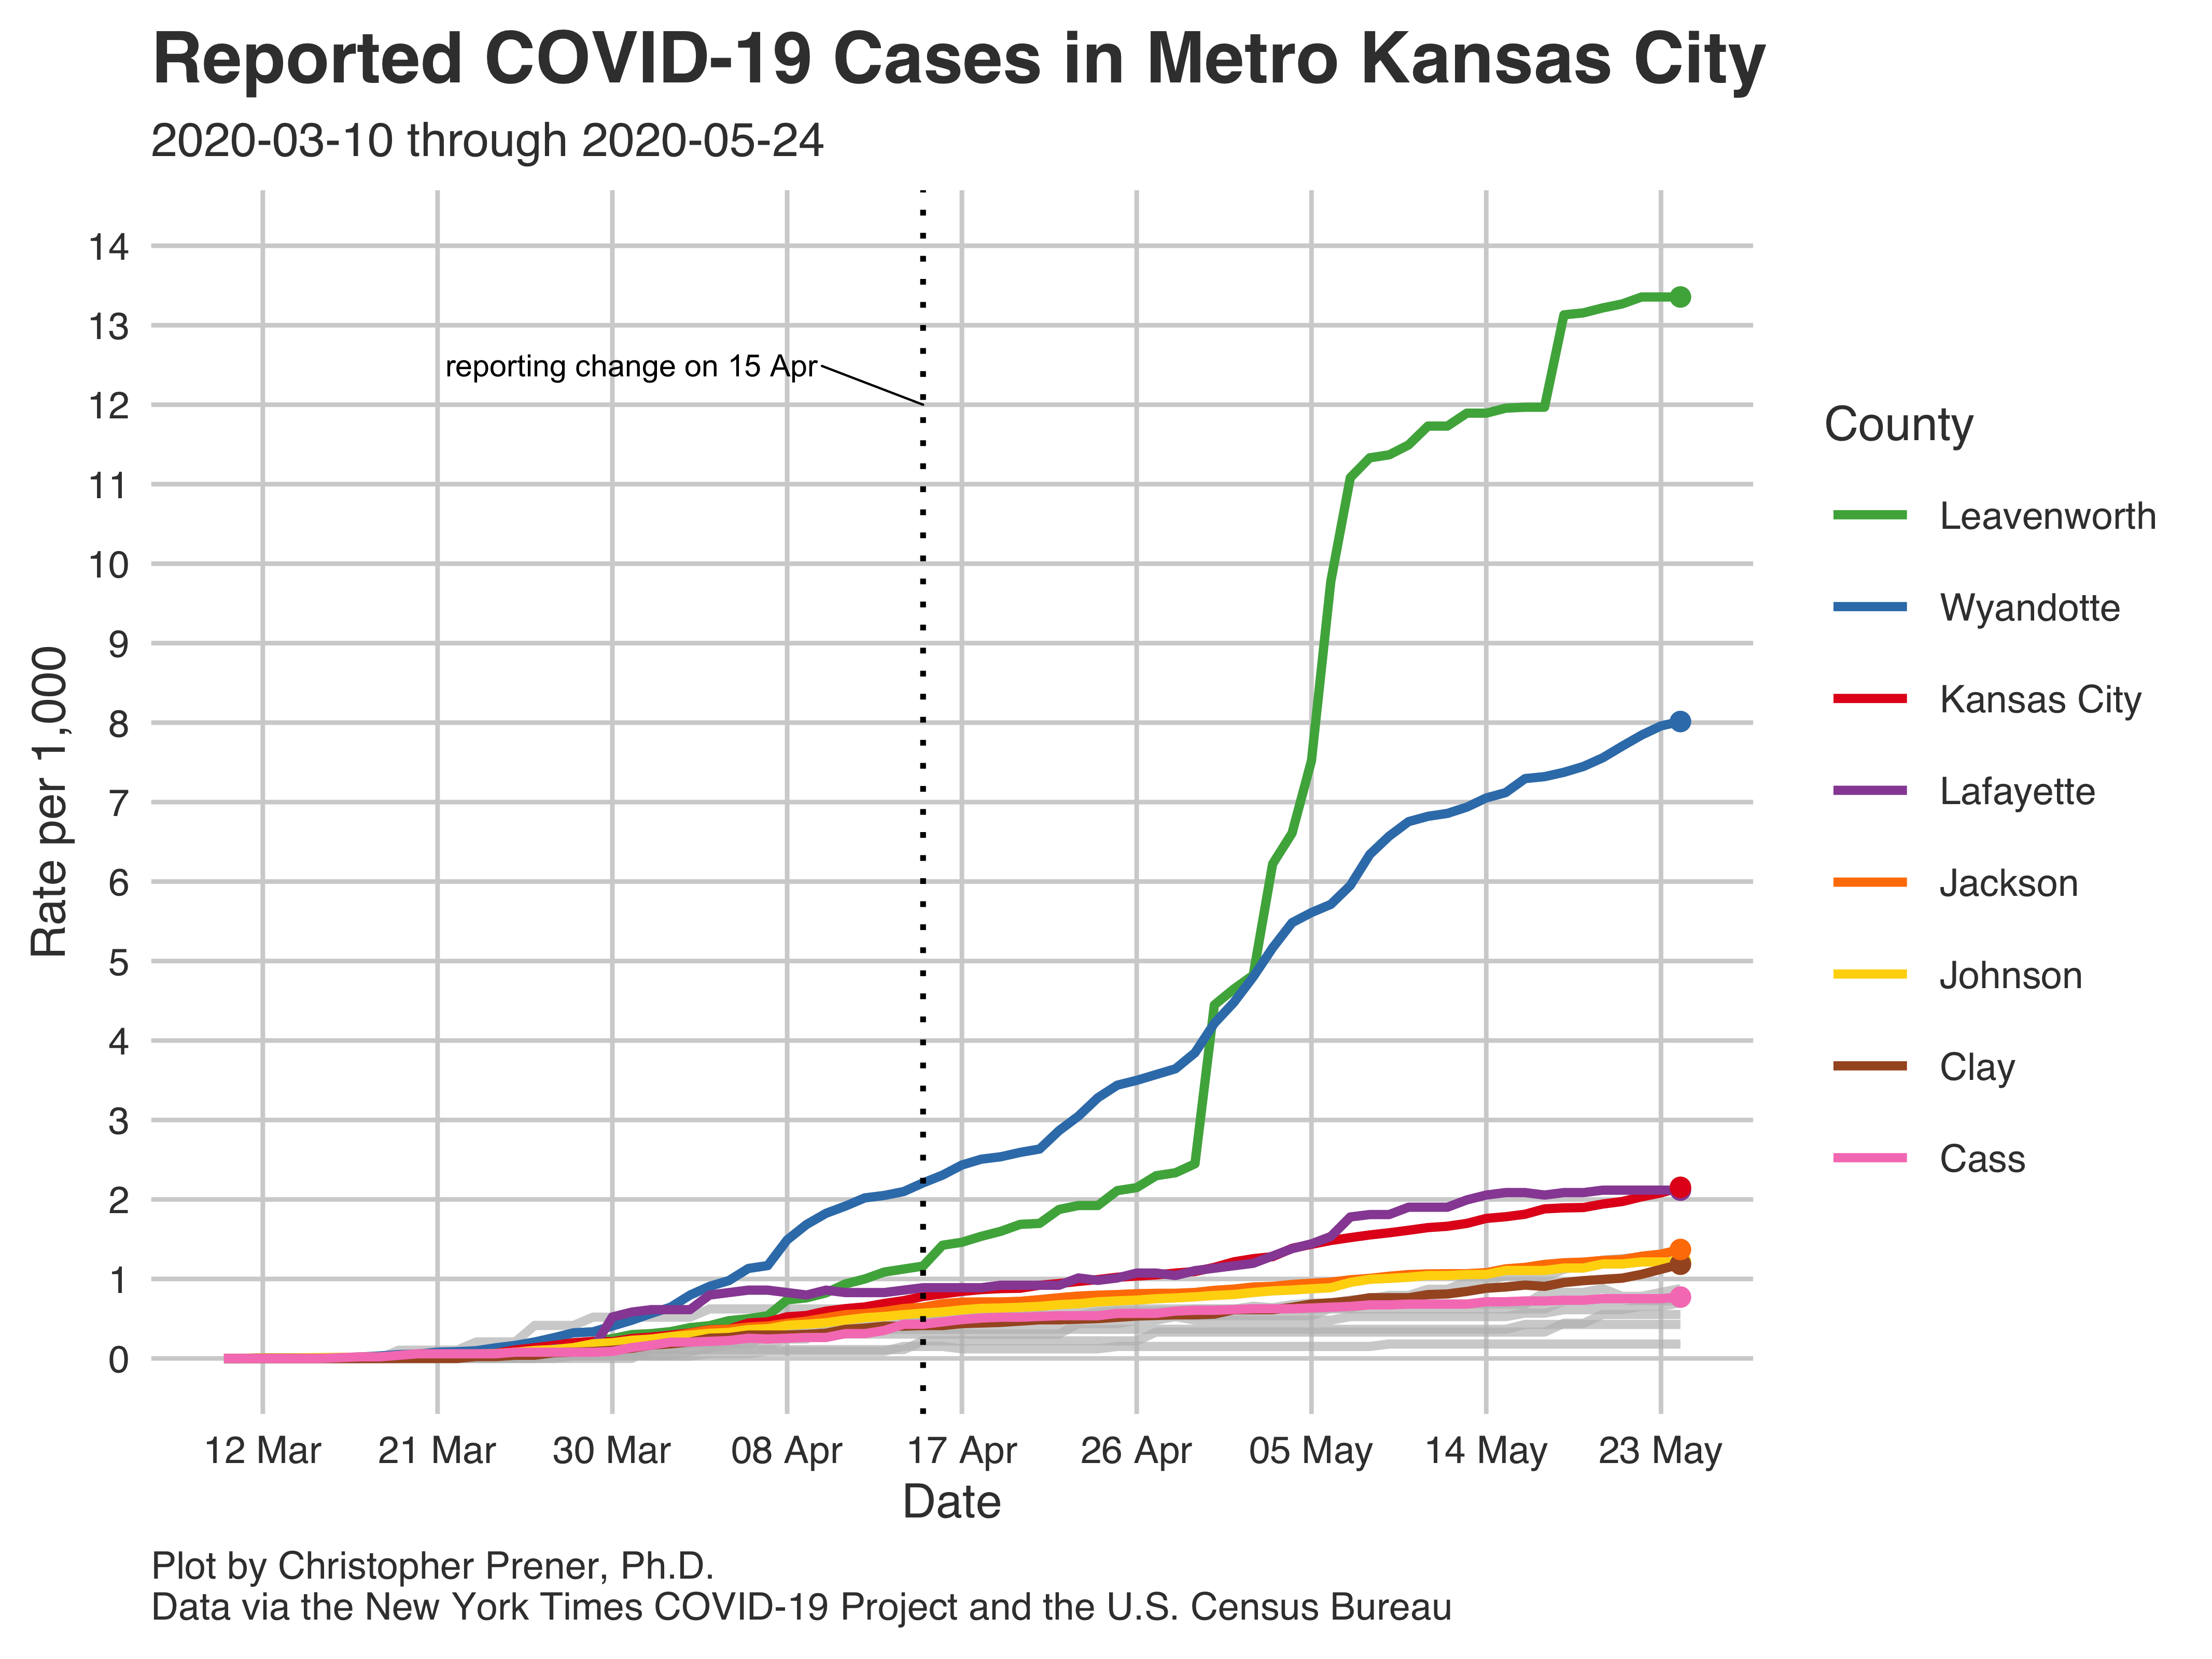 Reported COVID-19 Cases in Metro Kansas City
2020-03-10 through 2020-05-24
14
13
12
11
10
9
8
7
6
5
4
3
2
1
0
Rate per 1,000
reporting change on 15 Apr
12 Mar
21 Mar
30 Mar
08 Apr
17 Apr
26 Apr
05 May
14 May
23 May
Date
County
Leavenworth
Wyandotte
Kansas City
Lafayette
Jackson
Johnson
Clay
Cass
Plot by Christopher Prener, Ph.D.
Data via the New York Times COVID-19 Project and the U.S. Census Bureau